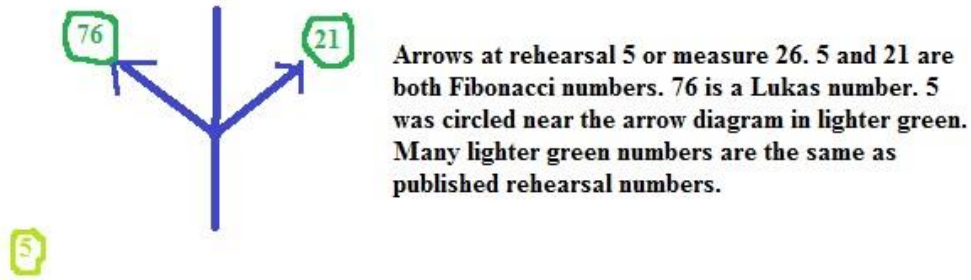 76
21
Arrows at rehearsal 5 or measure 26. 5 and 21 are
both Fibonacci numbers. 76 is a Lukas number. 5
was circled near the arrow diagram in lighter green.
Many lighter green numbers are the same as
published rehearsal numbers.
5